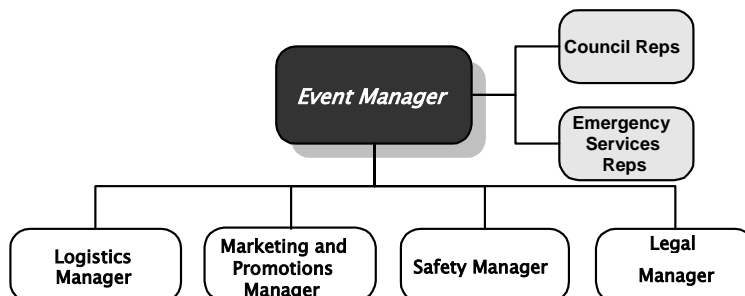 Council Reps
Event Manager
Emergency
Services
Reps
Logistics
Manager
Marketing and
Promotions
Manager
Safety Manager
Legal
Manager